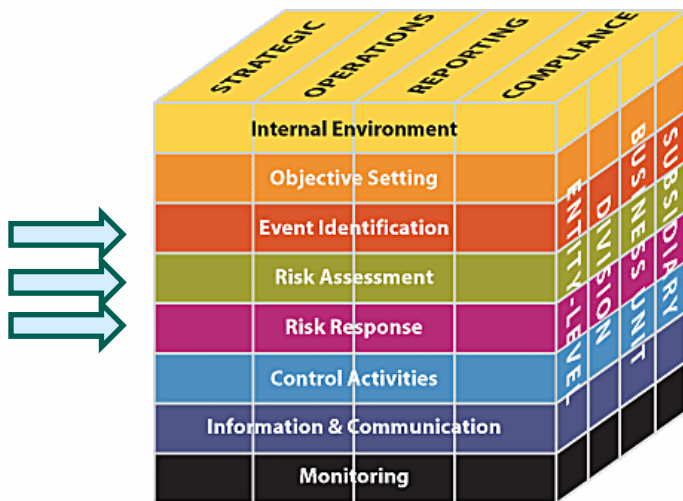 STRATEGIC
OPERATIONS
REPORTING
COMPLIANCE
Internal Environment
Objective Setting
Event Identification
Risk Assessment
Risk Response
Control Activities
Information & Communication
Monitoring
ENTITY-LEVEL
DIVISION
BUSINESS UNIT
SUBSIDIARY